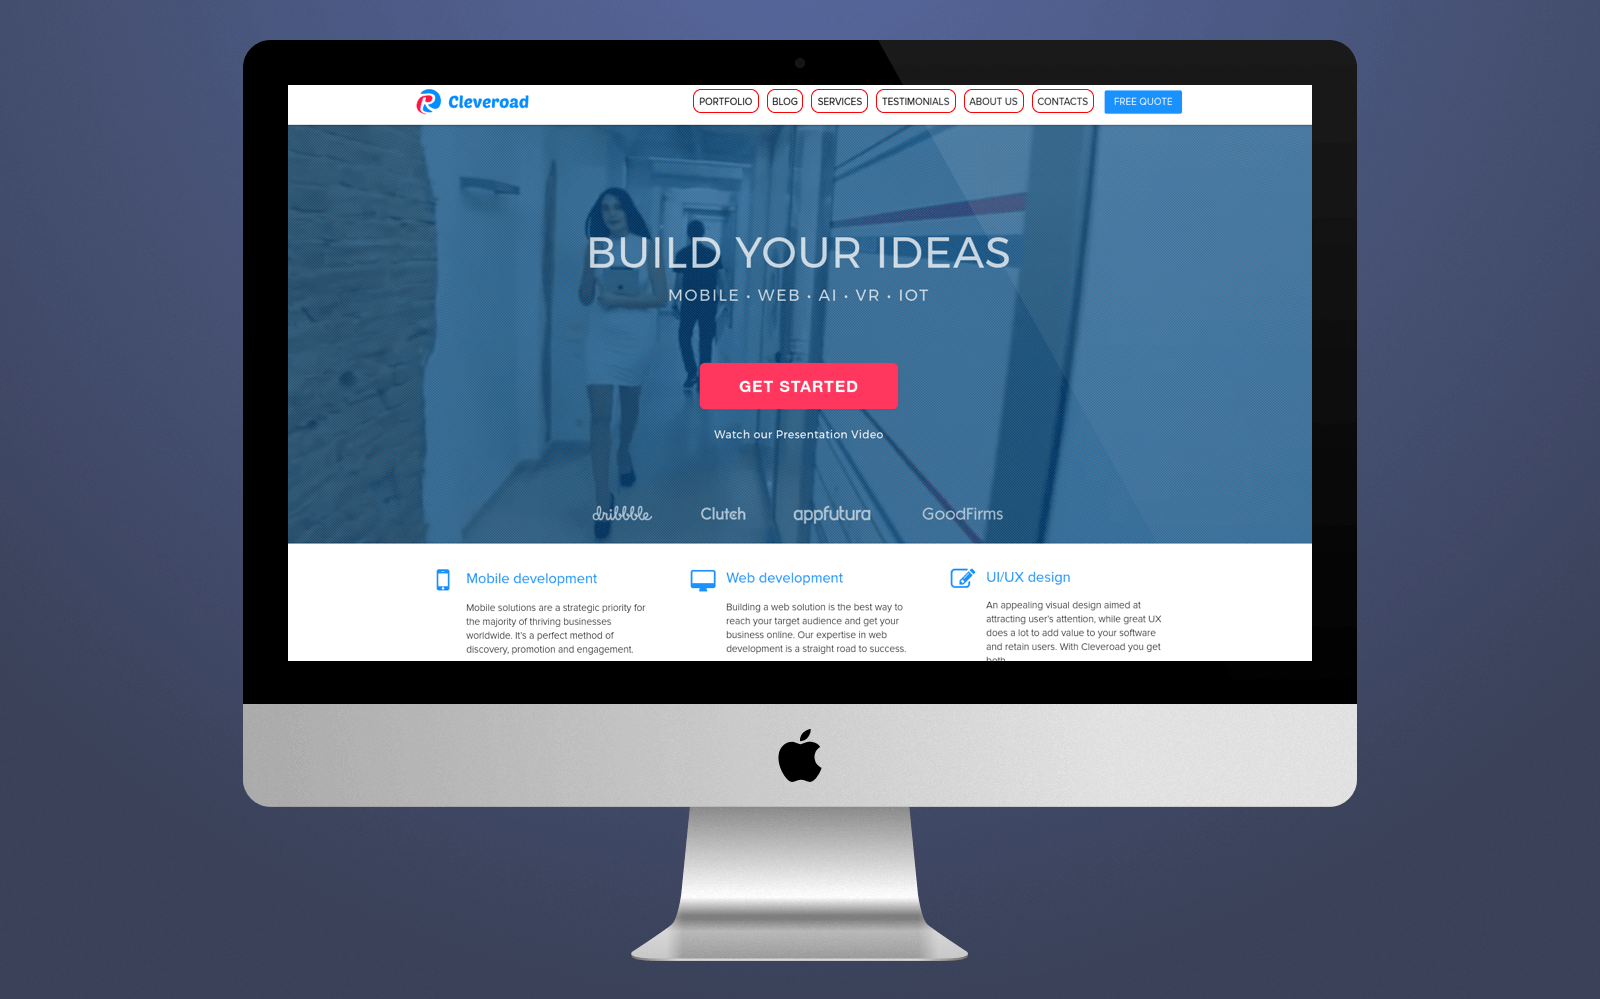 Cleveroad
PORTFOLIO
BLOG
SERVICES
TESTIMONIALS
ABOUT US
CONTACTS
FREE QUOTE
BUILD YOUR IDEAS
MOBILE • WEB • AI • VR • IOT
GET STARTED
Watch our Presentation Video
dribbble
Clutch
appfutura
GoodFirms
Mobile development
Mobile solutions are a strategic priority for
the majority of thriving businesses
worldwide. It's a perfect method of
discovery, promotion and engagement.
Web development
Building a web solution is the best way to
reach your target audience and get your
business online. Our expertise in web
development is a straight road to success.
UI/UX design
An appealing visual design aimed at
attracting user's attention, while great UX
does a lot to add value to your software
and retain users. With Cleveroad you get
both